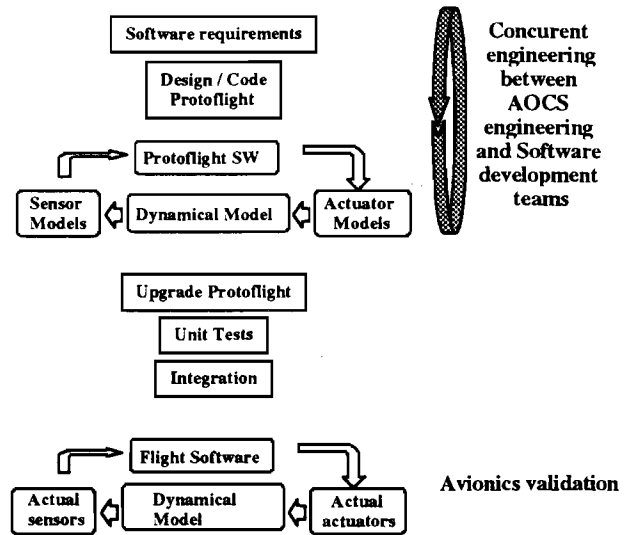 Software requirements
Design / Code
Protoflight
Protoflight SW
Sensor
Models
Dynamical Model
Actuator
Models
Concurent
engineering
between
AOCS
engineering
and Software
development
teams
Upgrade Protoflight
Unit Tests
Integration
Flight Software
Actual
sensors
Dynamical
Model
Actual
actuators
Avionics validation